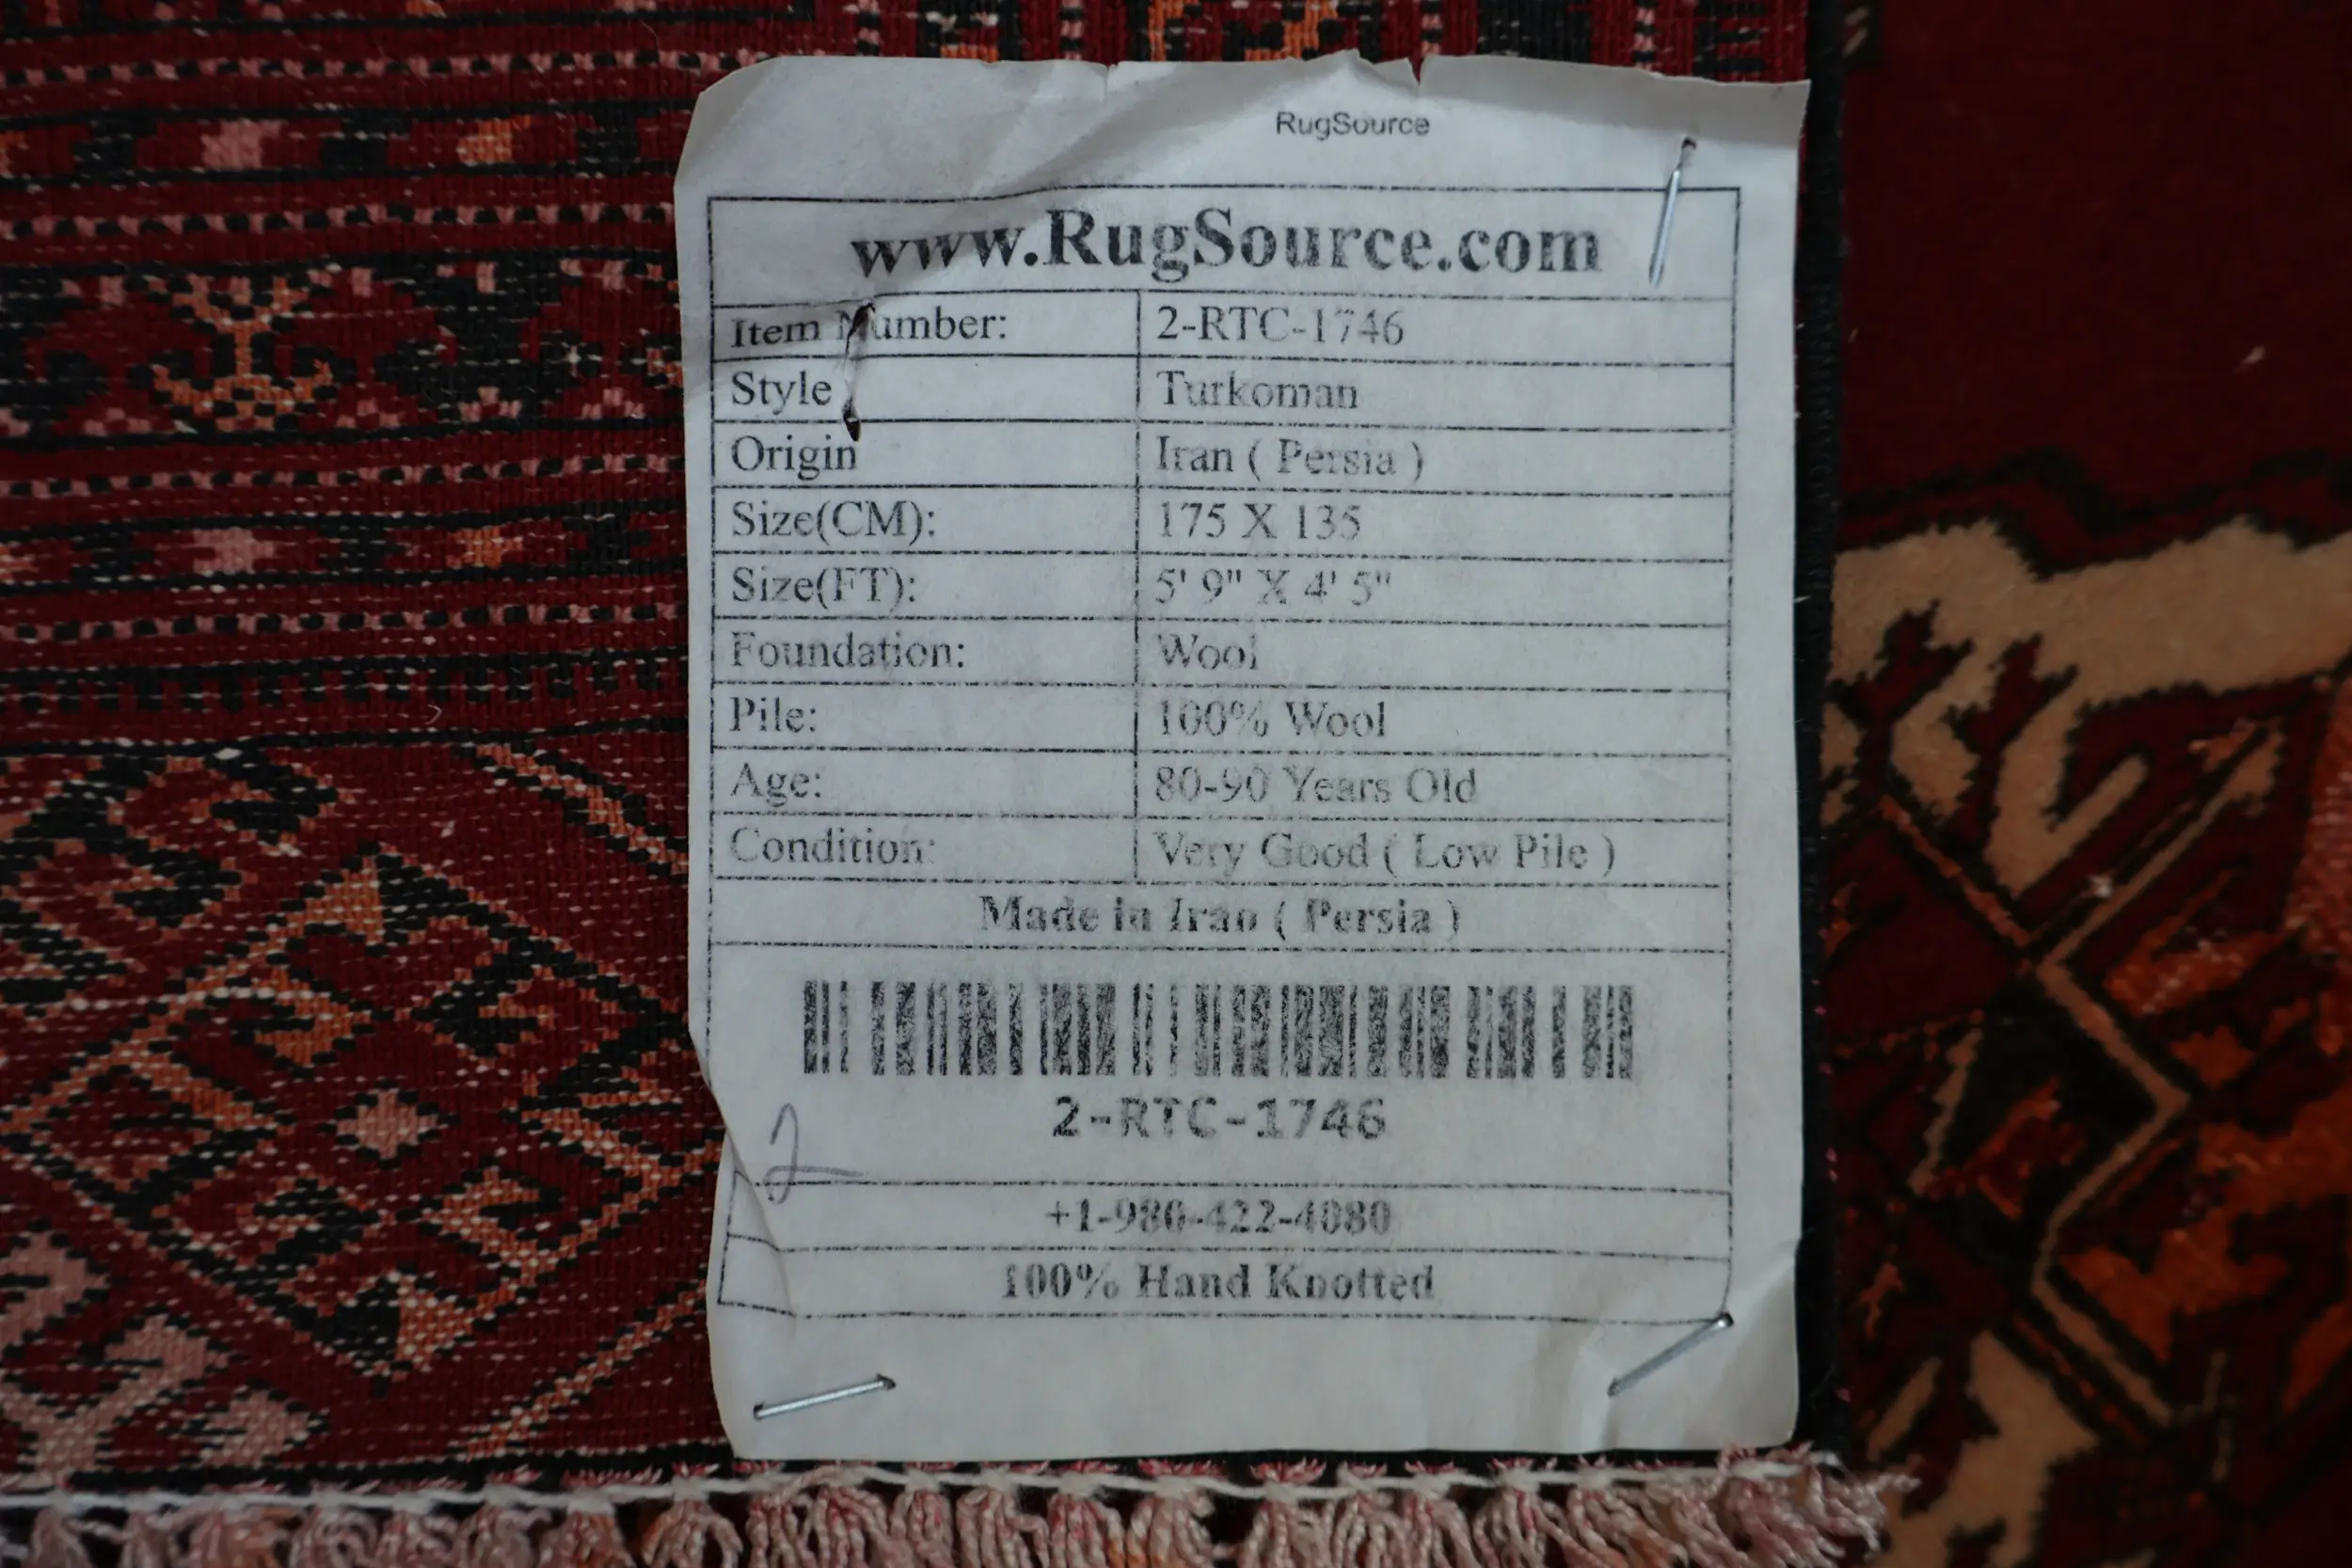 RugSource
www.RugSource.com
Item Number: 2-RTC-1746
Style Turkoman
Origin Iran ( Persia )
Size(CM): 175 X 135
Size(FT): 5' 9" X 4' 5"
Foundation: Wool
Pile: 100% Wool
Age: 80-90 Years Old
Condition: Very Good ( Low Pile )
Made in Iran ( Persia )
2-RTC-1746
2
+1-980-422-4080
100% Hand Knotted